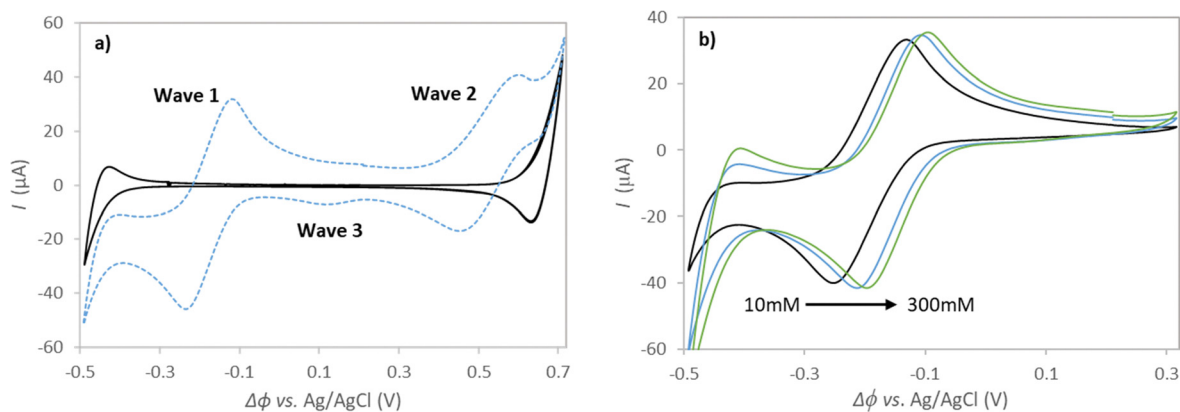 a)
60
40
20
0
-20
-40
-60
I (µA)
Wave 1
Wave 2
Wave 3
-0.5
-0.3
-0.1
0.1
0.3
0.5
0.7
Δϕ vs. Ag/AgCl (V)
b)
40
20
0
-20
-40
-60
I (µA)
10mM
300mM
-0.5
-0.3
-0.1
0.1
0.3
Δϕ vs. Ag/AgCl (V)